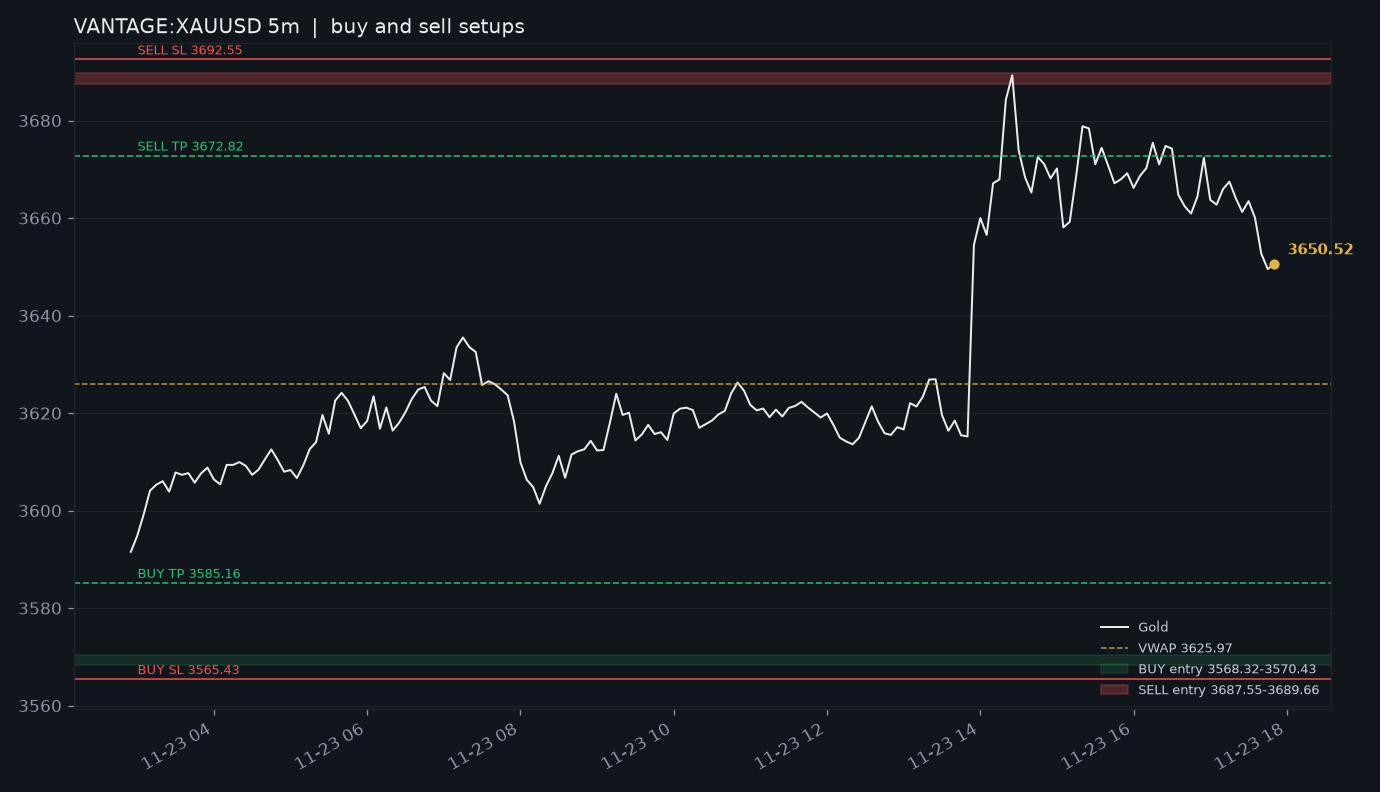 VANTAGE:XAUUSD 5m | buy and sell setups
SELL SL 3692.55
3680
SELL TP 3672.82
3660
3650.52
3640
3620
3600
BUY TP 3585.16
3580
Gold
VWAP 3625.97
BUY entry 3568.32-3570.43
BUY SL 3565.43
SELL entry 3687.55-3689.66
3560
11-23 04
11-23 06
11-23 08
11-23 10
11-23 12
11-23 14
11-23 16
11-23 18